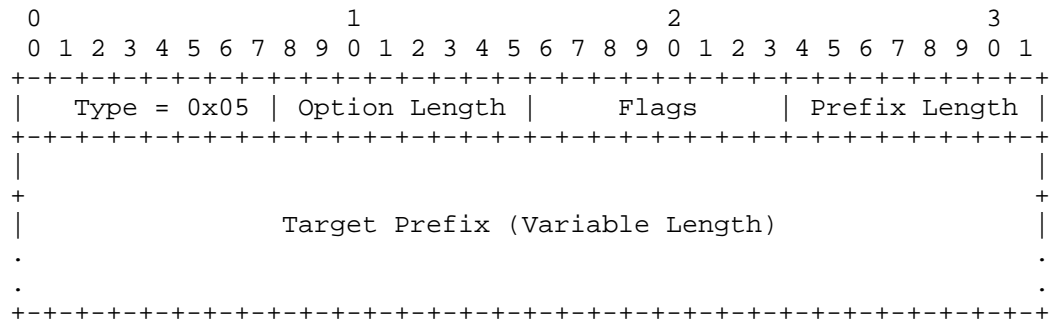 0                   1                   2                   3
 0 1 2 3 4 5 6 7 8 9 0 1 2 3 4 5 6 7 8 9 0 1 2 3 4 5 6 7 8 9 0 1
+-+-+-+-+-+-+-+-+-+-+-+-+-+-+-+-+-+-+-+-+-+-+-+-+-+-+-+-+-+-+-+-+
|   Type = 0x05 | Option Length |     Flags     | Prefix Length |
+-+-+-+-+-+-+-+-+-+-+-+-+-+-+-+-+-+-+-+-+-+-+-+-+-+-+-+-+-+-+-+-+
|                                                               |
+                                                               +
|                Target Prefix (Variable Length)                |
.                                                               .
.                                                               .
+-+-+-+-+-+-+-+-+-+-+-+-+-+-+-+-+-+-+-+-+-+-+-+-+-+-+-+-+-+-+-+-+